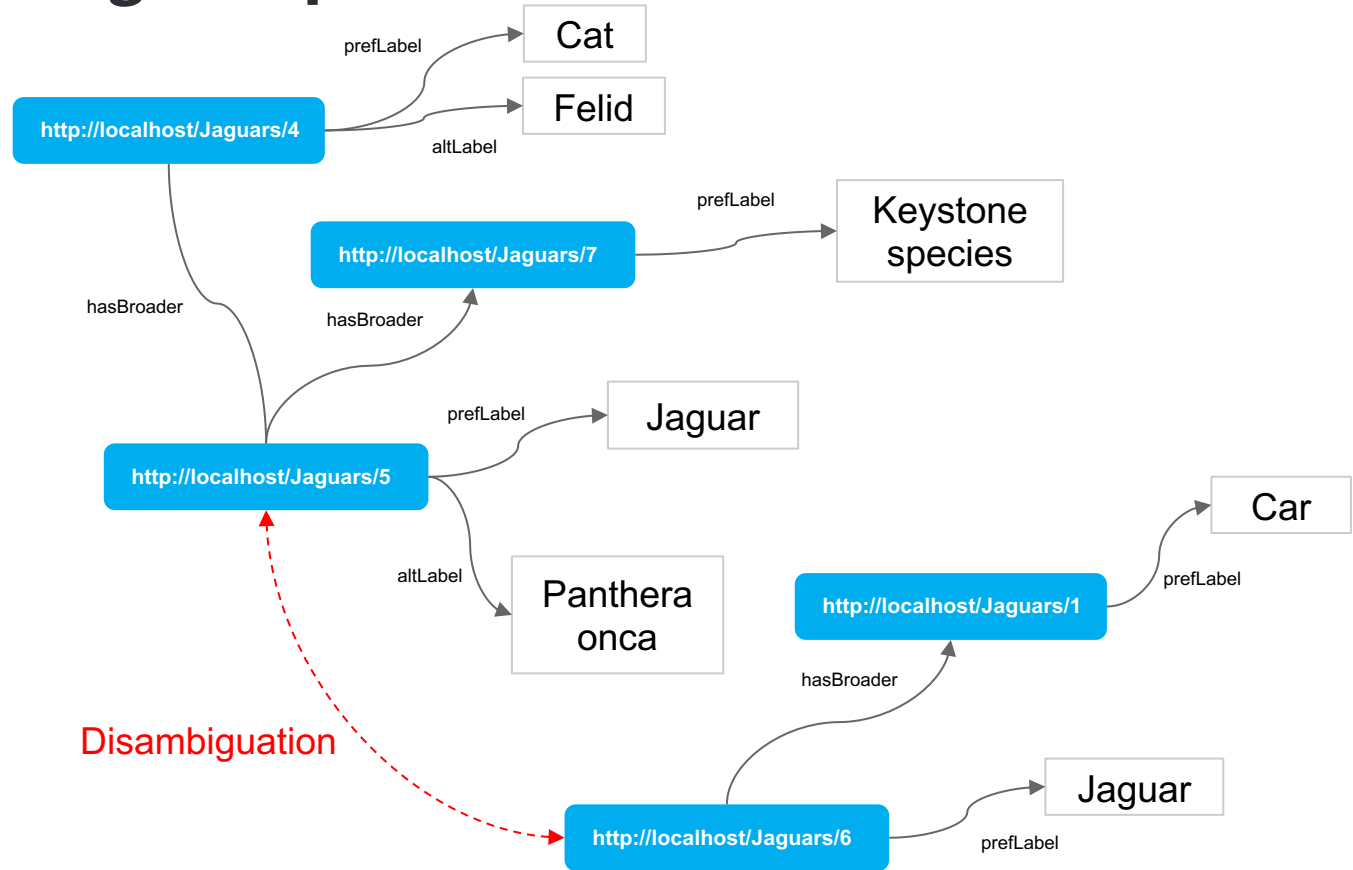 prefLabel
Cat
Felid
http://localhost/Jaguars/4
altLabel
prefLabel
Keystone
species
http://localhost/Jaguars/7
hasBroader
hasBroader
prefLabel
Jaguar
http://localhost/Jaguars/5
Car
altLabel
Panthera
onca
prefLabel
http://localhost/Jaguars/1
hasBroader
Disambiguation
Jaguar
http://localhost/Jaguars/6
prefLabel